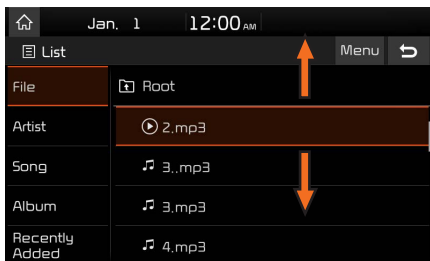 Jan. 1 12:00 AM
List Menu
File
Root
Artist
2.mp3
Song
3..mp3
Album
3.mp3
Recently Added
4.mp3